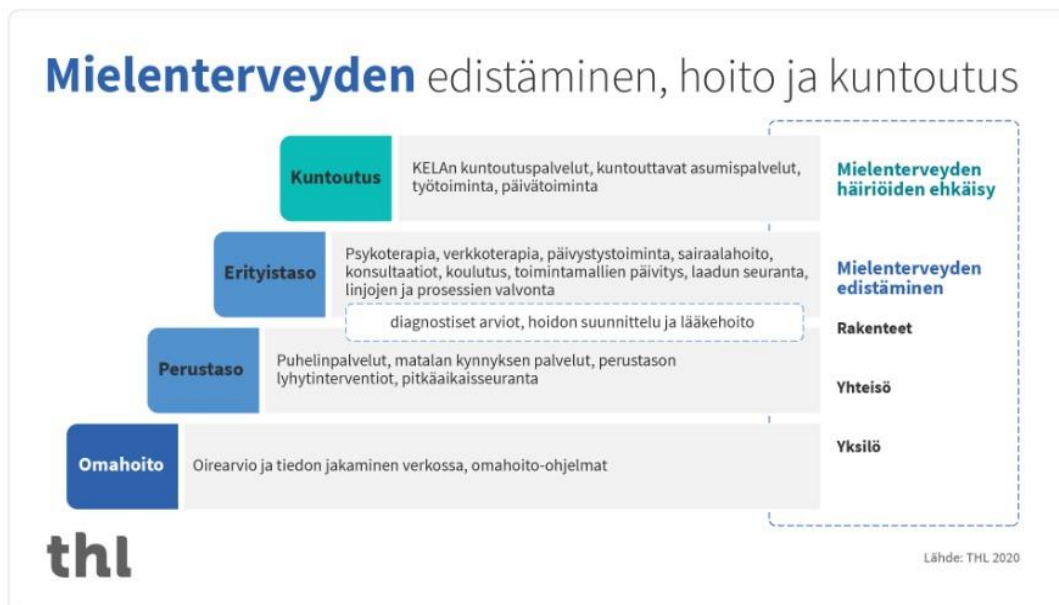 Mielenterveyden edistäminen, hoito ja kuntoutus
Kuntoutus
KELAn kuntoutuspalvelut, kuntouttavat asumispalvelut,
työtoiminta, päivätoiminta
Erityistaso
Psykoterapia, verkkoterapia, päivystystoiminta, sairaalahoito,
konsultaatiot, koulutus, toimintamallien päivitys, laadun seuranta,
linjojen ja prosessien valvonta
diagnostiset arviot, hoidon suunnittelu ja lääkehoito
Perustaso
Puhelinpalvelut, matalan kynnyksen palvelut, perustason
lyhytinterventiot, pitkäaikaisseuranta
Omahoito
Oirearvio ja tiedon jakaminen verkossa, omahoito-ohjelmat
Mielenterveyden
häiriöiden ehkäisy
Mielenterveyden
edistäminen
Rakenteet
Yhteisö
Yksilö
thl
Lähde: THL 2020